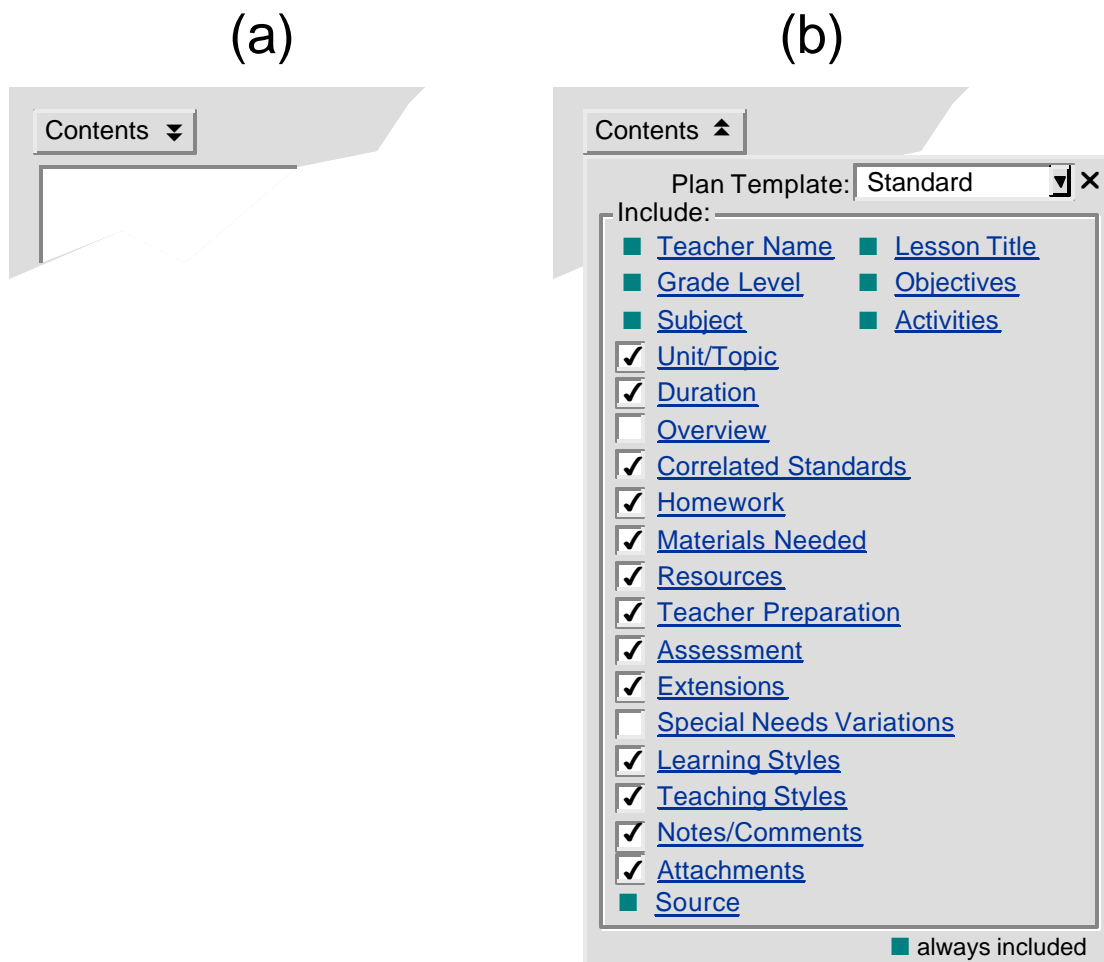 (a)
(b)
Contents
Contents
Plan Template: Standard
Include:
Teacher Name Lesson Title
Grade Level Objectives
Subject Activities
Unit/Topic
Duration
Overview
Correlated Standards
Homework
Materials Needed
Resources
Teacher Preparation
Assessment
Extensions
Special Needs Variations
Learning Styles
Teaching Styles
Notes/Comments
Attachments
Source
always included